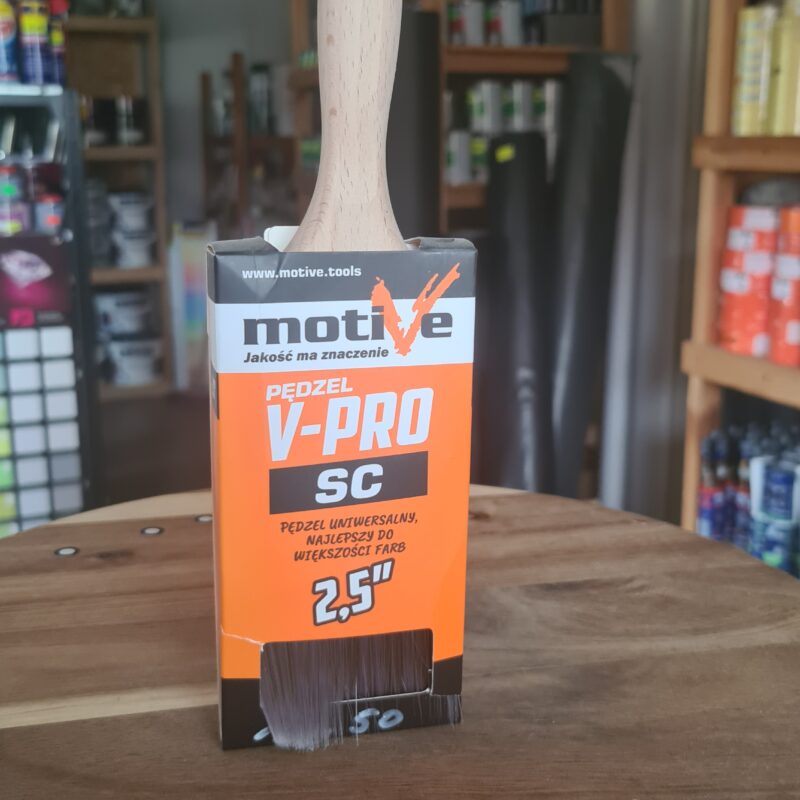 www.motive.tools
motive
Jakość ma znaczenie
PĘDZEL
V-PRO
SC
PĘDZEL UNIWERSALNY,
NAJLEPSZY DO
WIĘKSZOŚCI FARB
2,5"
50